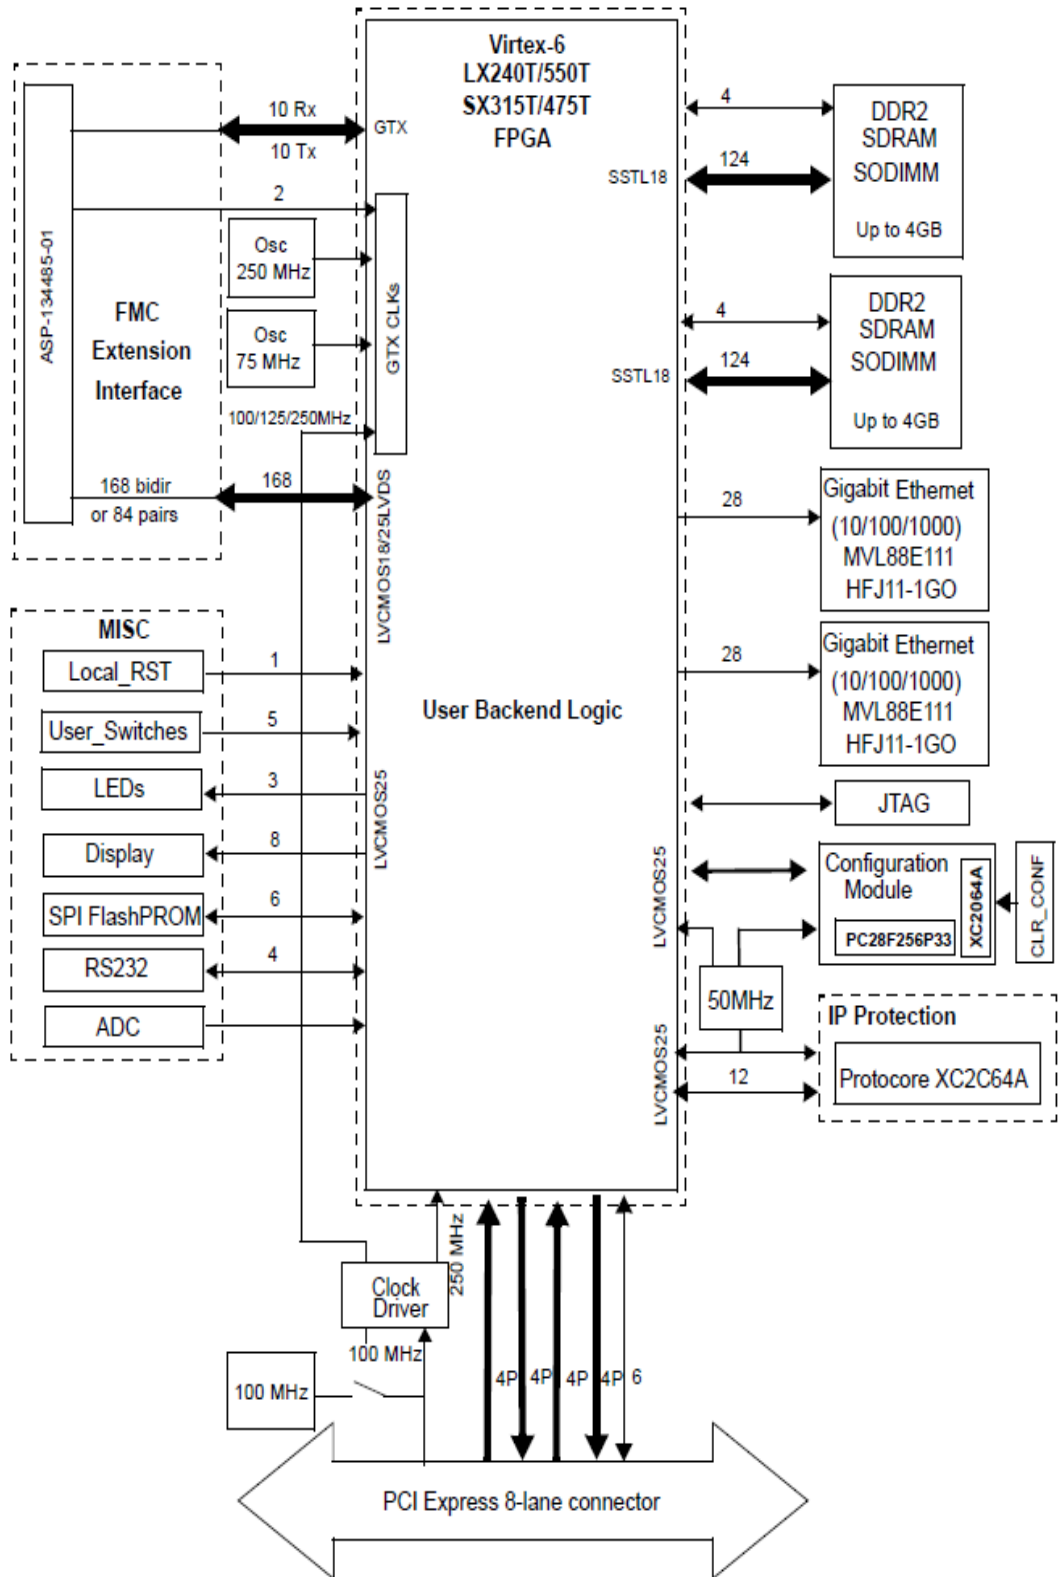 Virtex-6
LX240T/550T
SX315T/475T
FPGA
ASP-134485-01
FMC
Extension
Interface
10 Rx
10 Tx
GTX
2
Osc
250 MHz
Osc
75 MHz
GTX CLKs
100/125/250MHz
168 bidir
or 84 pairs
168
LVCMOS18/25LVDS
4
124
SSTL18
DDR2
SDRAM
SODIMM
Up to 4GB
4
124
SSTL18
DDR2
SDRAM
SODIMM
Up to 4GB
28
Gigabit Ethernet
(10/100/1000)
MVL88E111
HFJ11-1GO
28
Gigabit Ethernet
(10/100/1000)
MVL88E111
HFJ11-1GO
User Backend Logic
MISC
Local_RST
1
User_Switches
5
LEDs
3
Display
8
SPI FlashPROM
6
RS232
4
ADC
LVCMOS25
JTAG
LVCMOS25
Configuration
Module
PC28F256P33
XC2064A
CLR_CONF
50MHz
LVCMOS25
12
IP Protection
Protocore XC2C64A
250 MHz
Clock
Driver
100 MHz
100 MHz
4P
4P
4P
4P
6
PCI Express 8-lane connector